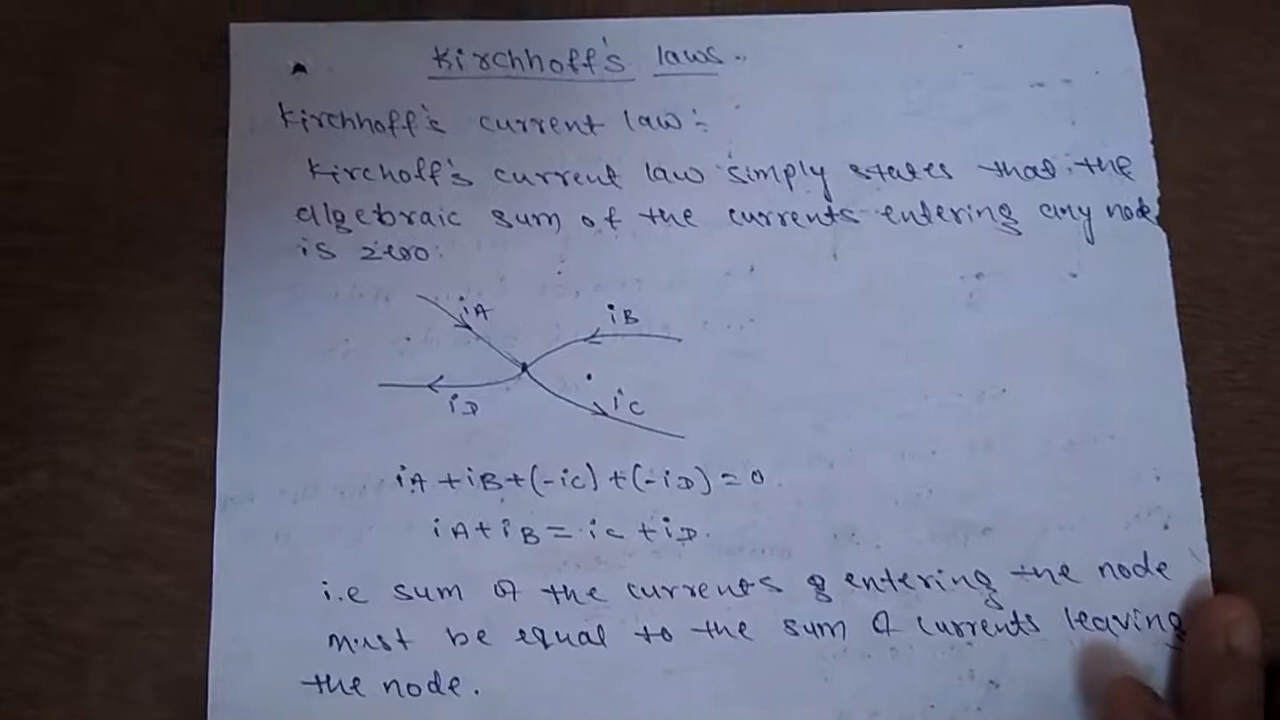 Kirchhoff's laws..
Kirchhoff's current law:-
Kirchoff's current law simply states that the
algebraic sum of the currents entering any node
is zero.
iA
iB
iD
iC
iA + iB + (-iC) + (-iD) = 0
iA + iB = iC + iD.
i.e sum of the currents entering the node
must be equal to the sum of currents leaving
the node.